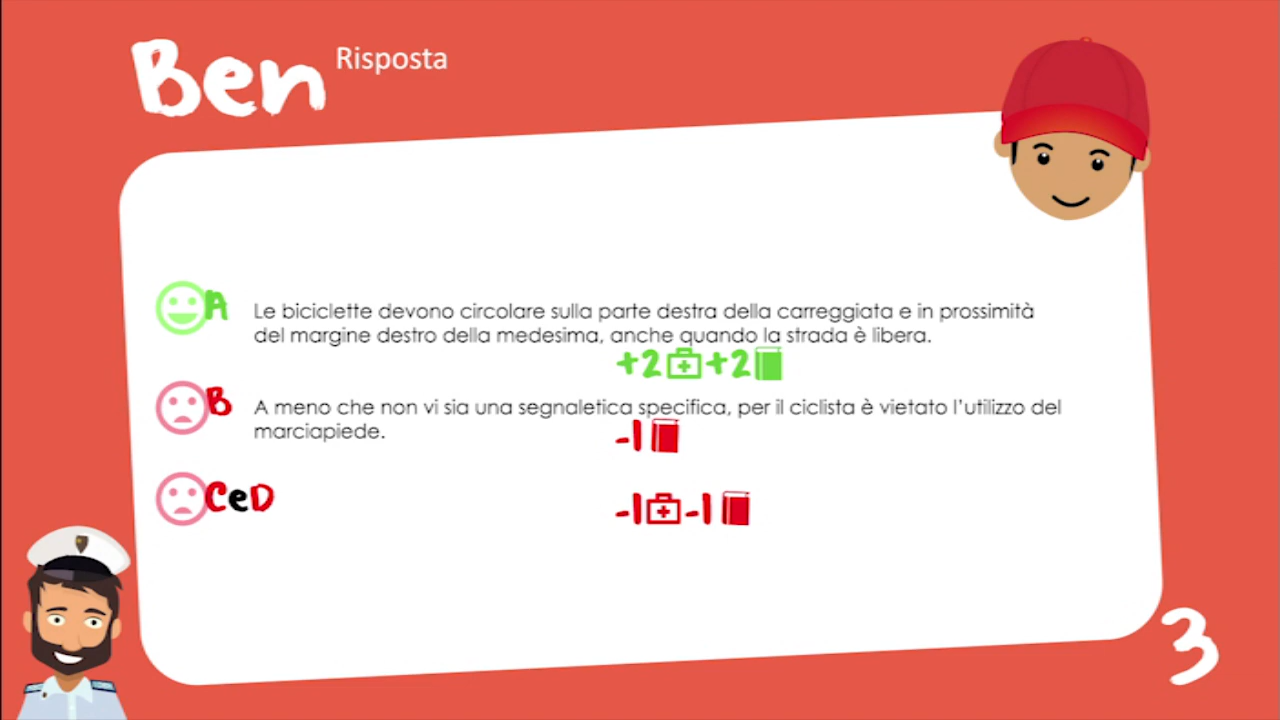 Ben Risposta
A Le biciclette devono circolare sulla parte destra della carreggiata e in prossimità
del margine destro della medesima, anche quando la strada è libera.
+2 +2
B A meno che non vi sia una segnaletica specifica, per il ciclista è vietato l'utilizzo del
marciapiede.
-1
CeD -1 -1
3